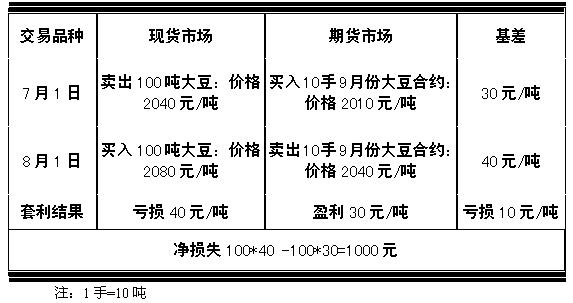 交易品种 现货市场 期货市场 基差
7月1日 卖出100吨大豆：价格2040元/吨 买入10手9月份大豆合约：价格2010元/吨 30元/吨
8月1日 买入100吨大豆：价格2080元/吨 卖出10手9月份大豆合约：价格2040元/吨 40元/吨
套利结果 亏损40元/吨 盈利30元/吨 亏损10元/吨
净损失100*40 -100*30=1000元
注：1手=10吨